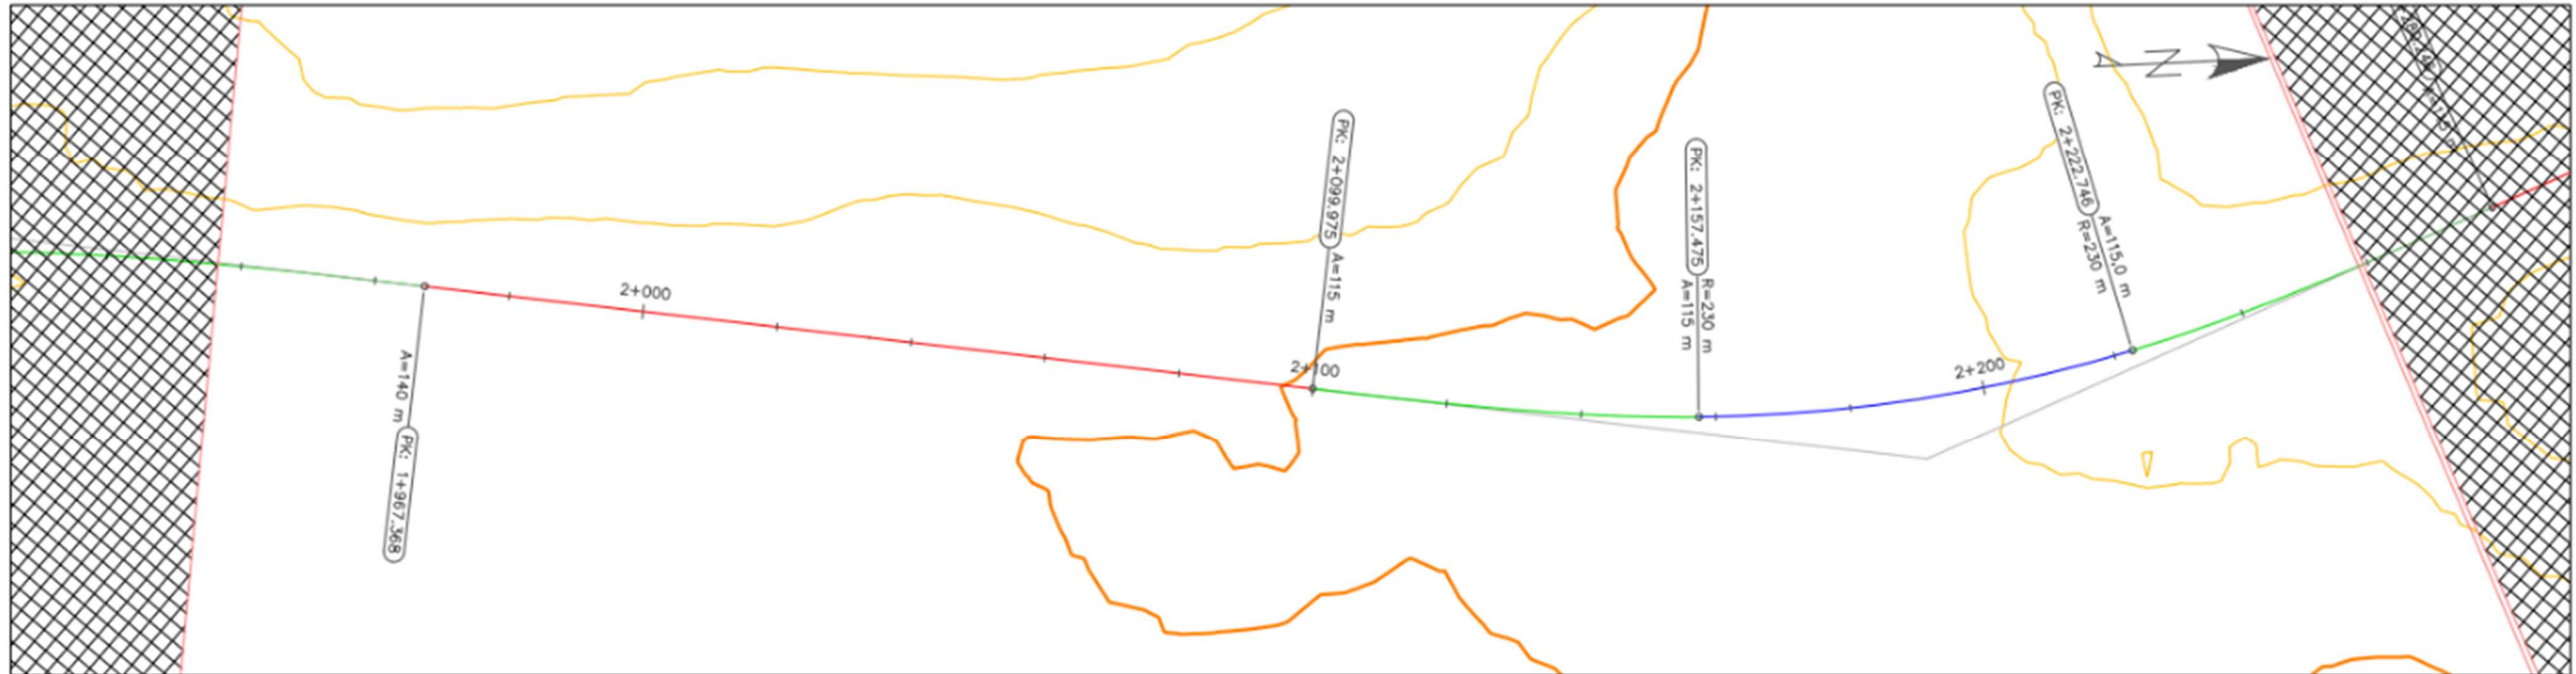 A=140 m
PK: 1+967.368
2+000
PK: 2+099.975
A=115 m
2+100
PK: 2+157.475
R=230 m
A=115 m
2+200
PK: 2+222.746
A=115,0 m
R=230 m
N